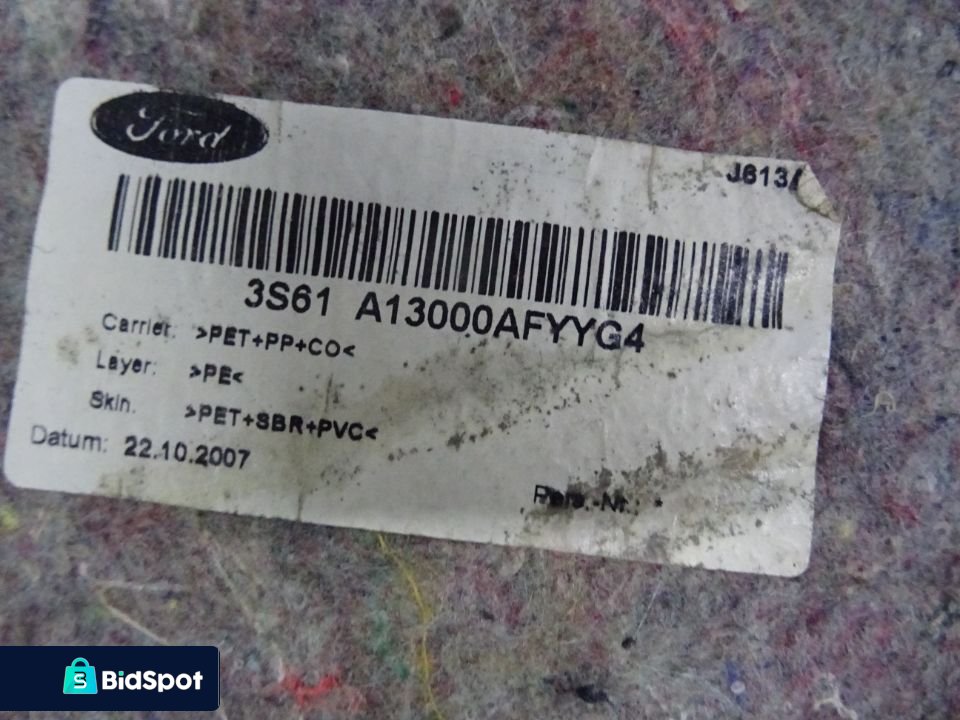 Ford
J613A
3S61 A13000AFYYG4
Carrier: >PET+PP+CO<
Layer: >PE<
Skin. >PET+SBR+PVC<
Datum: 22.10.2007
Pers.-Nr.: *
BidSpot